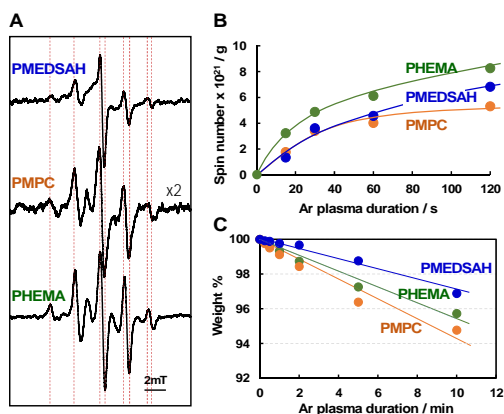 A
PMEDSAH
PMPC
x2
PHEMA
2mT
B
Spin number x 10²¹ / g
10
8
6
4
2
0
PHEMA
PMEDSAH
PMPC
0 20 40 60 80 100 120
Ar plasma duration / s
C
Weight %
100
98
96
94
92
PMEDSAH
PHEMA
PMPC
0 2 4 6 8 10 12
Ar plasma duration / min